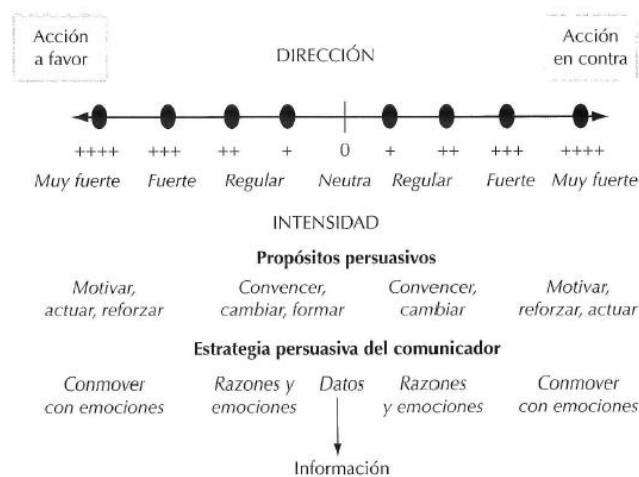 Acción
a favor
DIRECCIÓN
Acción
en contra
++++ +++ ++ + 0 + ++ +++ ++++
Muy fuerte Fuerte Regular Neutra Regular Fuerte Muy fuerte
INTENSIDAD
Propósitos persuasivos
Motivar, Convencer, Convencer, Motivar,
actuar, reforzar cambiar, formar cambiar reforzar, actuar
Estrategia persuasiva del comunicador
Conmover Razones y Datos Razones Conmover
con emociones emociones y emociones con emociones
Información